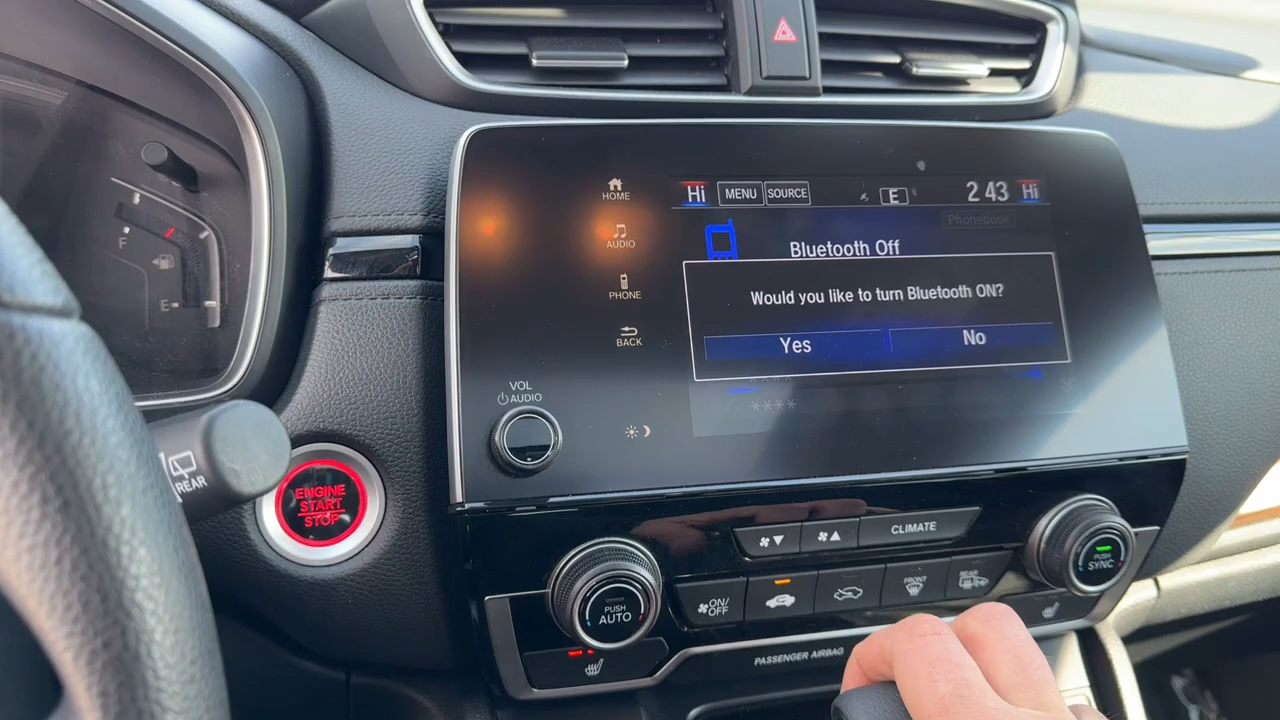 HOME
Hi
MENU
SOURCE
E
2 43
Hi
Phonebook
AUDIO
Bluetooth Off
F
PHONE
Would you like to turn Bluetooth ON?
E
BACK
Yes
No
VOL
AUDIO
****
REAR
ENGINE
START
STOP
CLIMATE
PUSH
AUTO
ON/
OFF
FRONT
REAR
PUSH
SYNC
PASSENGER AIRBAG